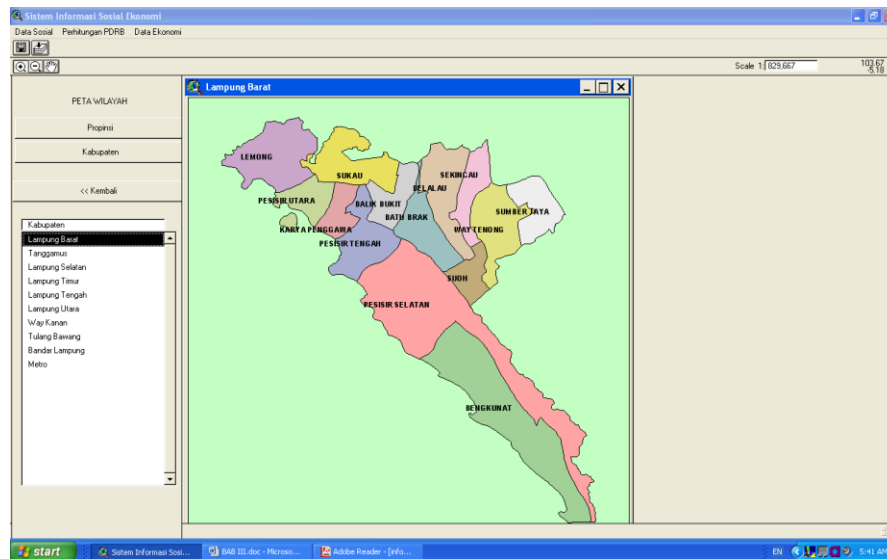 Sistem Informasi Sosial Ekonomi
Data Sosial Perhitungan PDRB Data Ekonomi
Scale 1: 829,667
103.67
-5.18
PETA WILAYAH
Propinsi
Kabupaten
<< Kembali
Kabupaten
Lampung Barat
Tanggamus
Lampung Selatan
Lampung Timur
Lampung Tengah
Lampung Utara
Way Kanan
Tulang Bawang
Bandar Lampung
Metro
Lampung Barat
LEMONG
SUKAU
SEKINCAU
BELALAU
PESISIR UTARA
BALIK BUKIT
SUMBER JAYA
BATU BRAK
KARYA PENGGAWA
WAY TENONG
PESISIR TENGAH
SUOH
PESISIR SELATAN
BENGKUNAT
start
Sistem Informasi Sosi...
BAB III.doc - Microso...
Adobe Reader - [info...
EN
5:41 AM